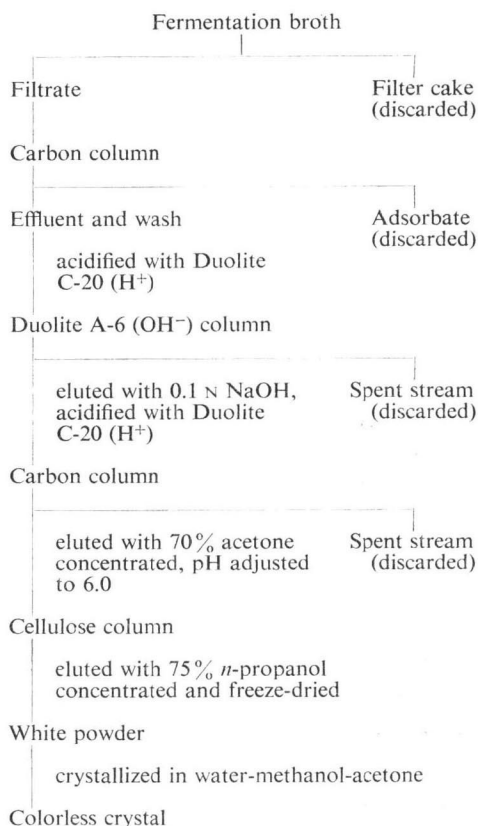 Fermentation broth
Filtrate Filter cake
(discarded)
Carbon column
Effluent and wash Adsorbate
(discarded)
acidified with Duolite
C-20 (H⁺)
Duolite A-6 (OH⁻) column
eluted with 0.1 N NaOH, Spent stream
acidified with Duolite (discarded)
C-20 (H⁺)
Carbon column
eluted with 70% acetone Spent stream
concentrated, pH adjusted (discarded)
to 6.0
Cellulose column
eluted with 75% n-propanol
concentrated and freeze-dried
White powder
crystallized in water-methanol-acetone
Colorless crystal